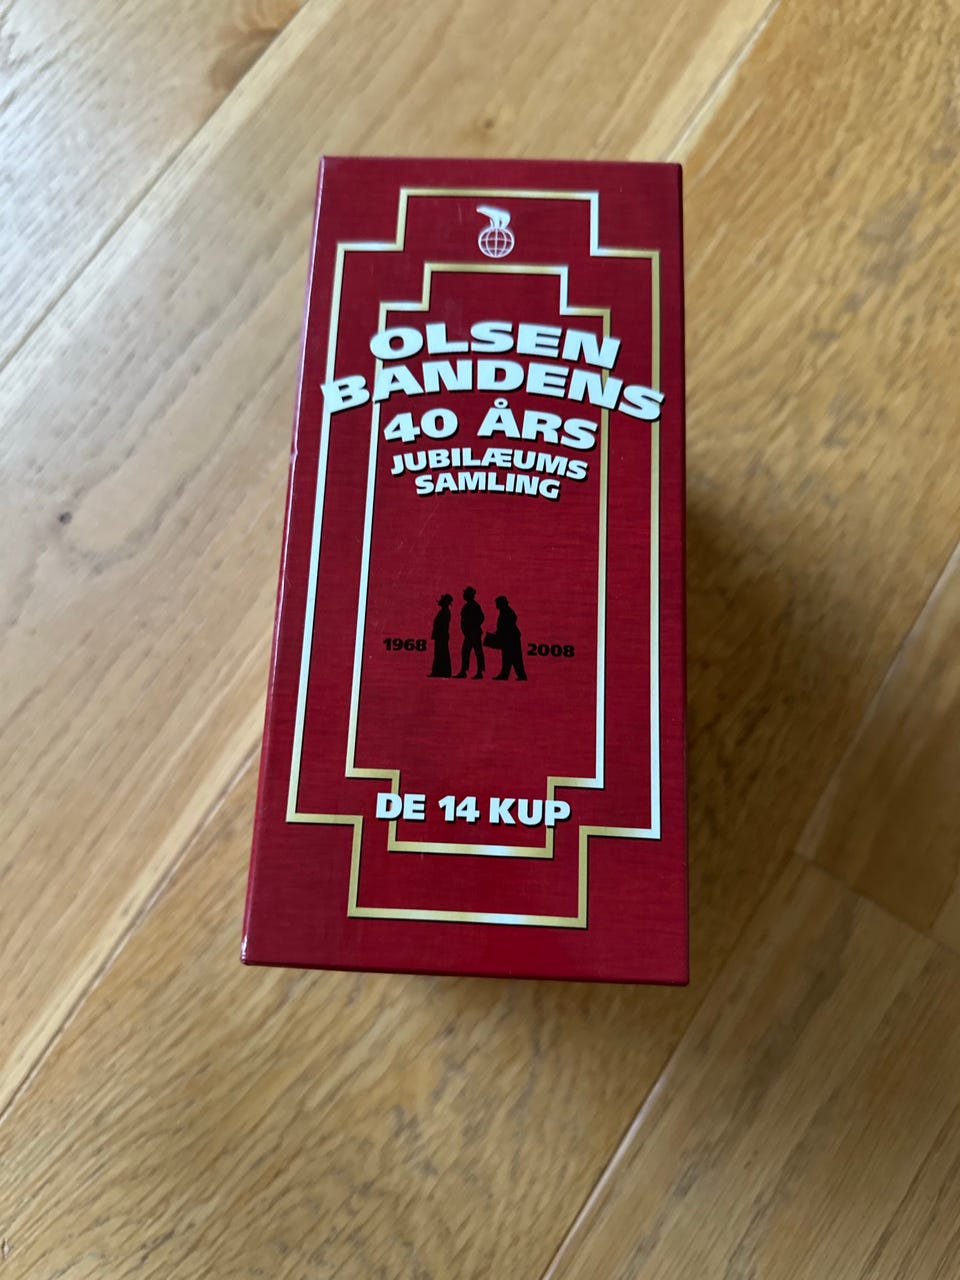 OLSEN
BANDENS
40 ÅRS
JUBILÆUMS
SAMLING
1968 2008
DE 14 KUP